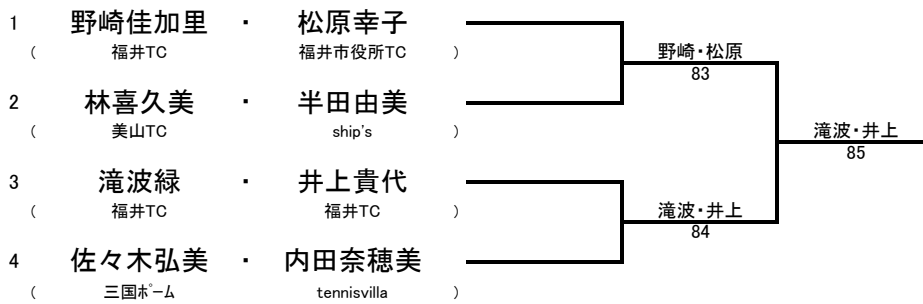 1 野崎佳加里 ・ 松原幸子
( 福井TC 福井市役所TC )
野崎・松原
83
2 林喜久美 ・ 半田由美
( 美山TC ship's )
滝波・井上
85
3 滝波緑 ・ 井上貴代
( 福井TC 福井TC )
滝波・井上
84
4 佐々木弘美 ・ 内田奈穂美
( 三国ホーム tennisvilla )